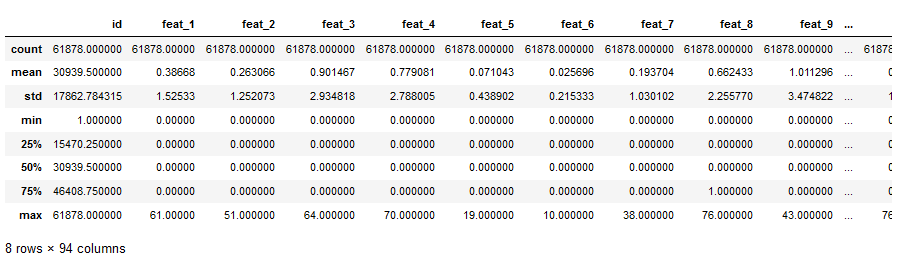 id feat_1 feat_2 feat_3 feat_4 feat_5 feat_6 feat_7 feat_8 feat_9 ...
count 61878.000000 61878.00000 61878.000000 61878.000000 61878.000000 61878.000000 61878.000000 61878.000000 61878.000000 61878.000000 ... 61878
mean 30939.500000 0.38668 0.263066 0.901467 0.779081 0.071043 0.025696 0.193704 0.662433 1.011296 ... 0
std 17862.784315 1.52533 1.252073 2.934818 2.788005 0.438902 0.215333 1.030102 2.255770 3.474822 ... 1
min 1.000000 0.00000 0.000000 0.000000 0.000000 0.000000 0.000000 0.000000 0.000000 0.000000 ... 0
25% 15470.250000 0.00000 0.000000 0.000000 0.000000 0.000000 0.000000 0.000000 0.000000 0.000000 ... 0
50% 30939.500000 0.00000 0.000000 0.000000 0.000000 0.000000 0.000000 0.000000 0.000000 0.000000 ... 0
75% 46408.750000 0.00000 0.000000 0.000000 0.000000 0.000000 0.000000 0.000000 1.000000 0.000000 ... 0
max 61878.000000 61.00000 51.000000 64.000000 70.000000 19.000000 10.000000 38.000000 76.000000 43.000000 ... 76
8 rows × 94 columns